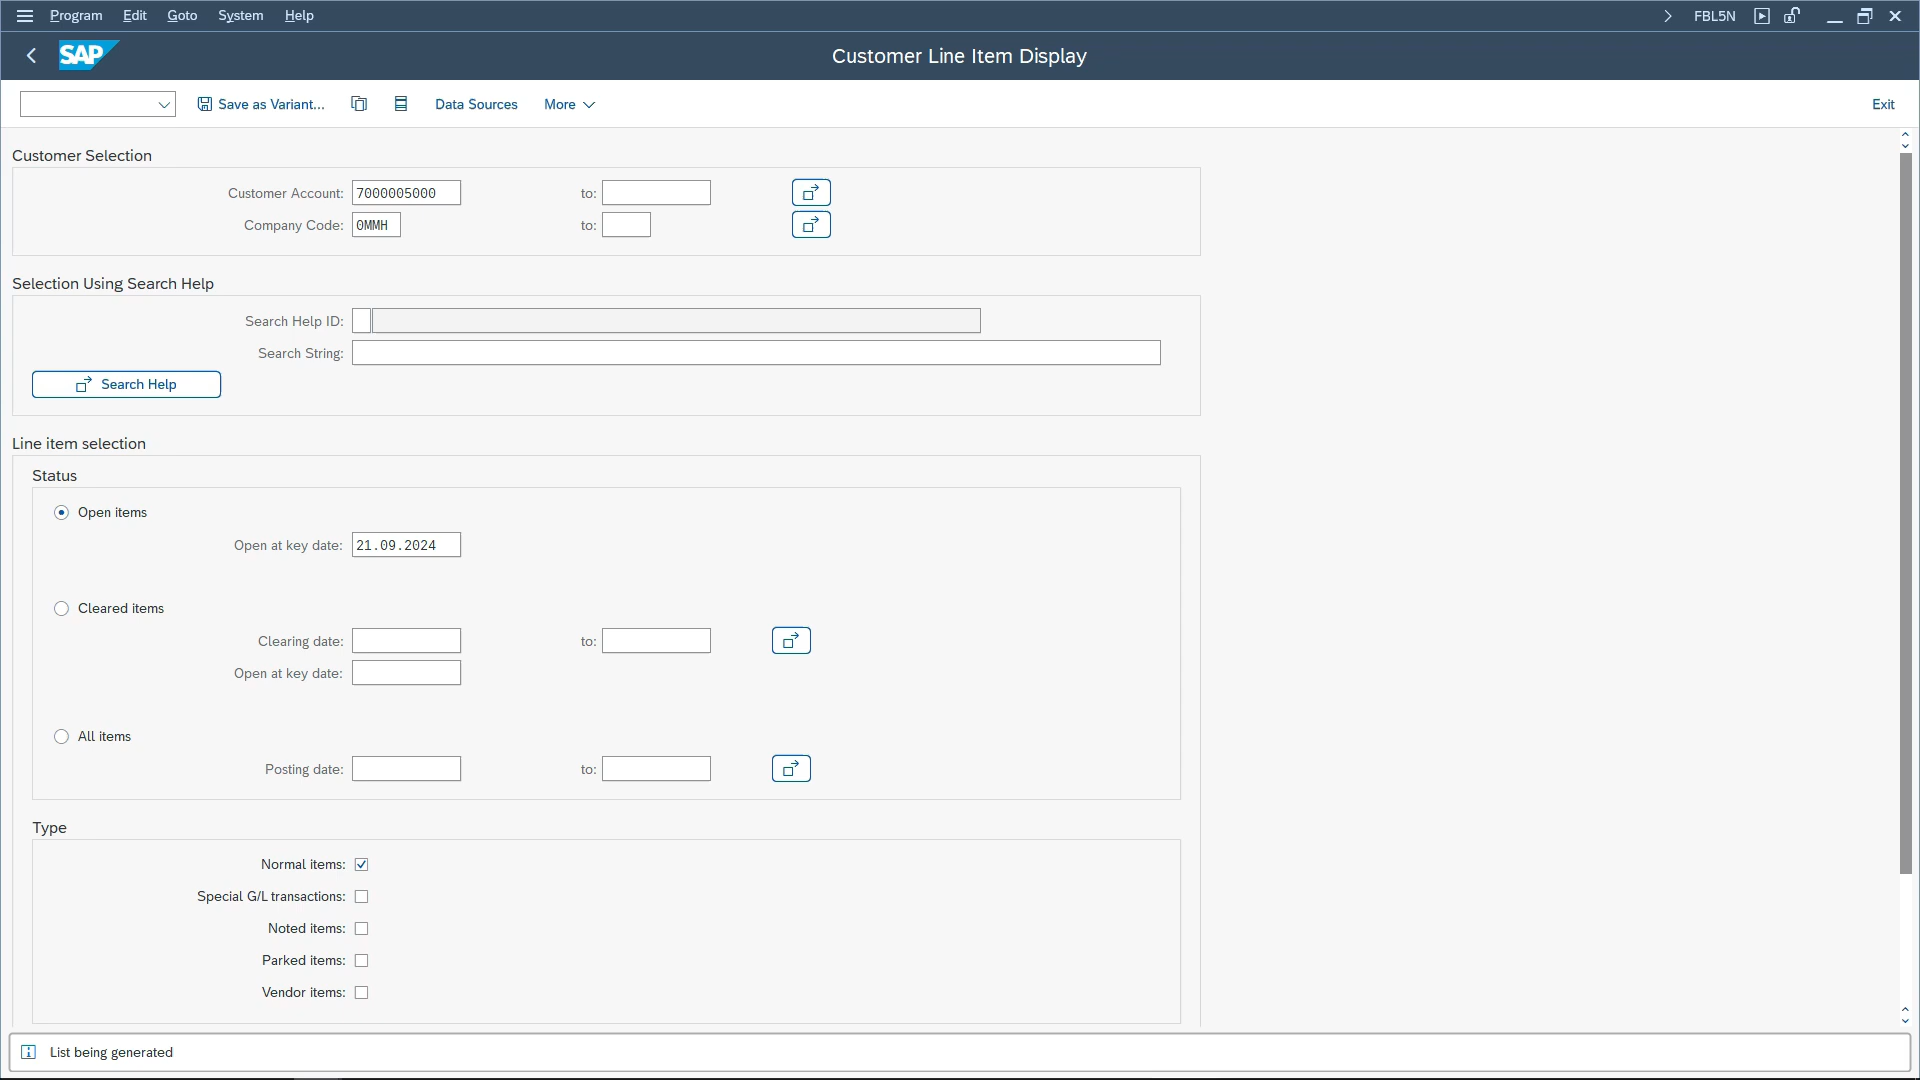 Program Edit Goto System Help FBL5N
SAP Customer Line Item Display
Save as Variant... Data Sources More Exit
Customer Selection
Customer Account: 7000005000 to:
Company Code: 0MMH to:
Selection Using Search Help
Search Help ID:
Search String:
Search Help
Line item selection
Status
Open items
Open at key date: 21.09.2024
Cleared items
Clearing date: to:
Open at key date:
All items
Posting date: to:
Type
Normal items:
Special G/L transactions:
Noted items:
Parked items:
Vendor items:
List being generated